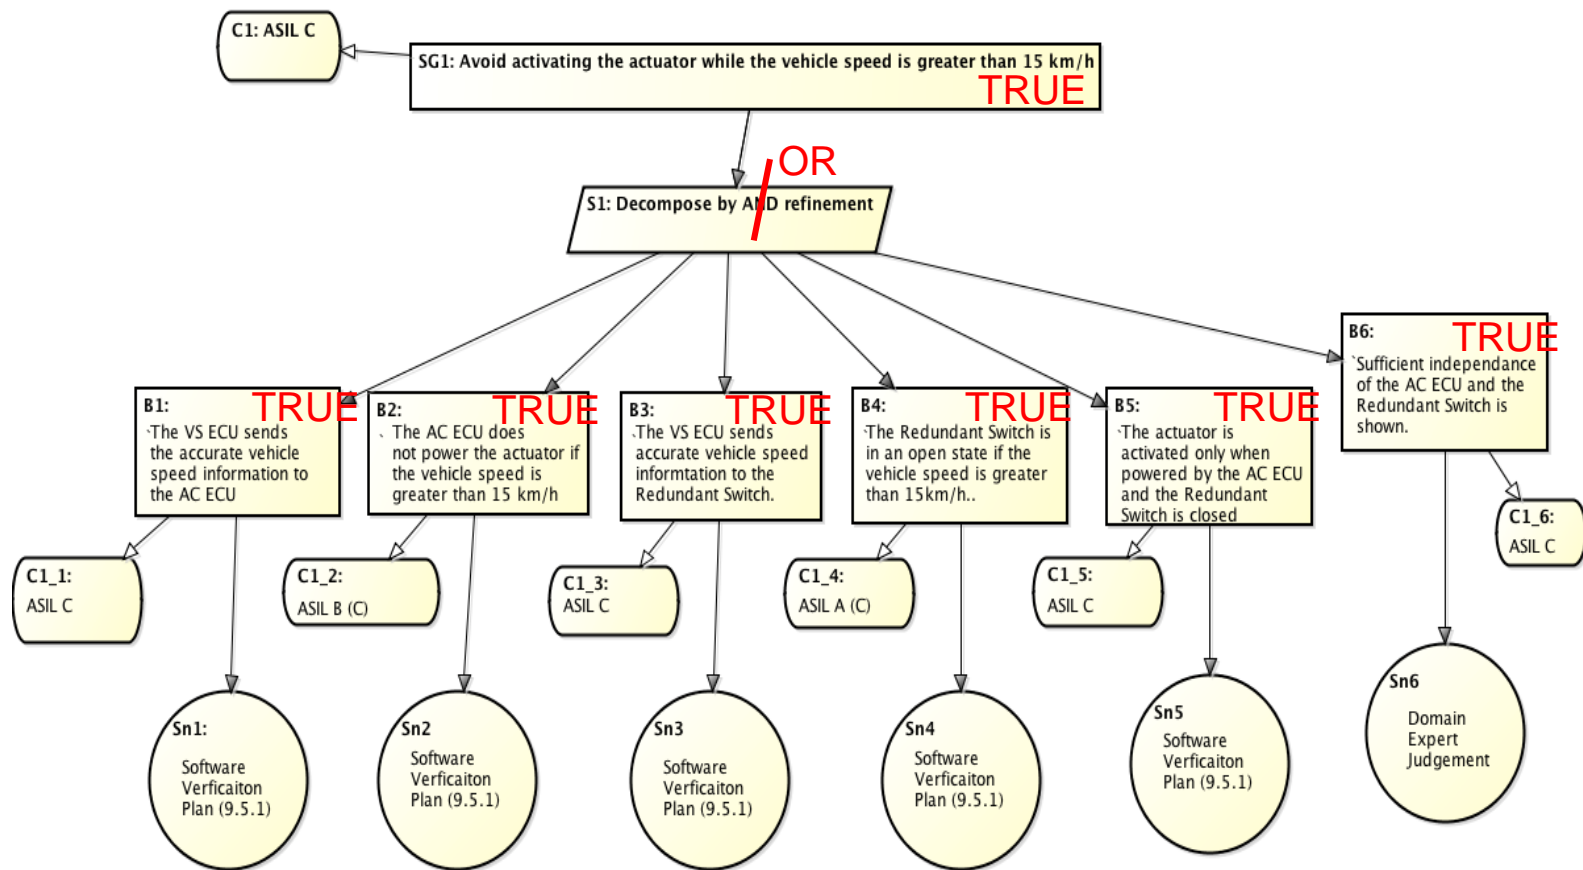 C1: ASIL C
SG1: Avoid activating the actuator while the vehicle speed is greater than 15 km/h
TRUE
OR
S1: Decompose by AND refinement
B1:
TRUE
`The VS ECU sends
the accurate vehicle
speed information to
the AC ECU
B2:
TRUE
` The AC ECU does
not power the actuator if
the vehicle speed is
greater than 15 km/h
B3:
TRUE
`The VS ECU sends
accurate vehicle speed
informtation to the
Redundant Switch.
B4:
TRUE
`The Redundant Switch is
in an open state if the
vehicle speed is greater
than 15km/h..
B5:
TRUE
`The actuator is
activated only when
powered by the AC ECU
and the Redundant
Switch is closed
B6:
TRUE
`Sufficient independance
of the AC ECU and the
Redundant Switch is
shown.
C1_1:
ASIL C
C1_2:
ASIL B (C)
C1_3:
ASIL C
C1_4:
ASIL A (C)
C1_5:
ASIL C
C1_6:
ASIL C
Sn1:
Software
Verficaiton
Plan (9.5.1)
Sn2
Software
Verficaiton
Plan (9.5.1)
Sn3
Software
Verficaiton
Plan (9.5.1)
Sn4
Software
Verficaiton
Plan (9.5.1)
Sn5
Software
Verficaiton
Plan (9.5.1)
Sn6
Domain
Expert
Judgement